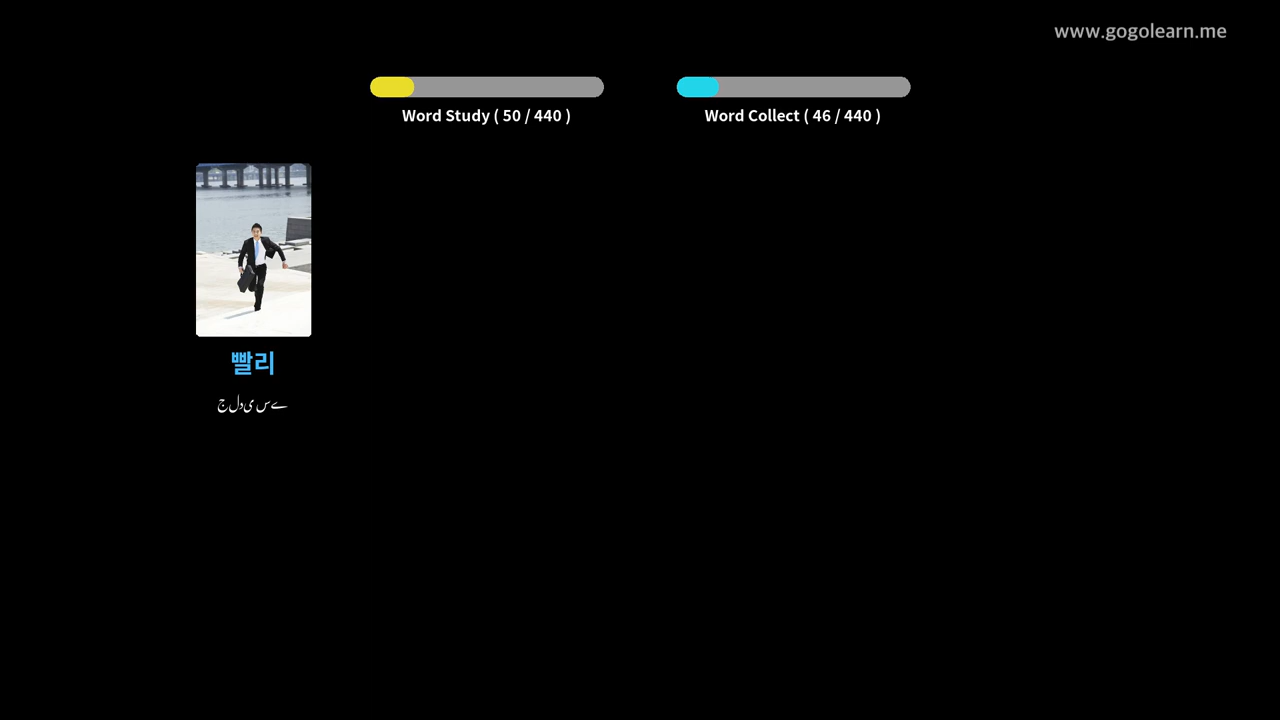 www.gogolearn.me
Word Study ( 50 / 440 )
Word Collect ( 46 / 440 )
빨리
جلدی سے